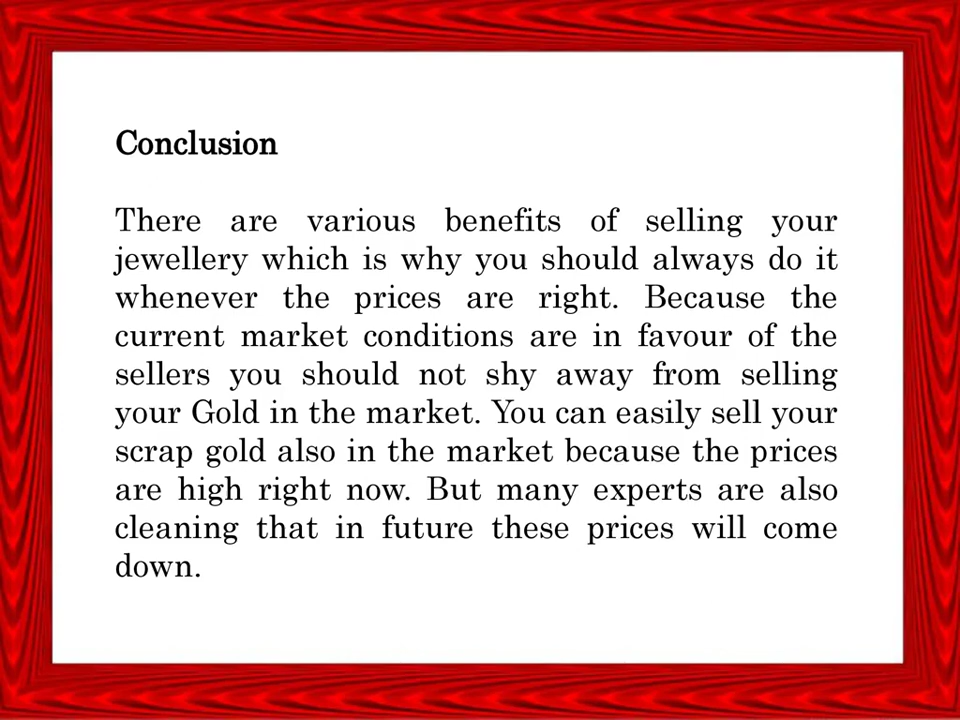 Conclusion
There are various benefits of selling your
jewellery which is why you should always do it
whenever the prices are right. Because the
current market conditions are in favour of the
sellers you should not shy away from selling
your Gold in the market. You can easily sell your
scrap gold also in the market because the prices
are high right now. But many experts are also
cleaning that in future these prices will come
down.